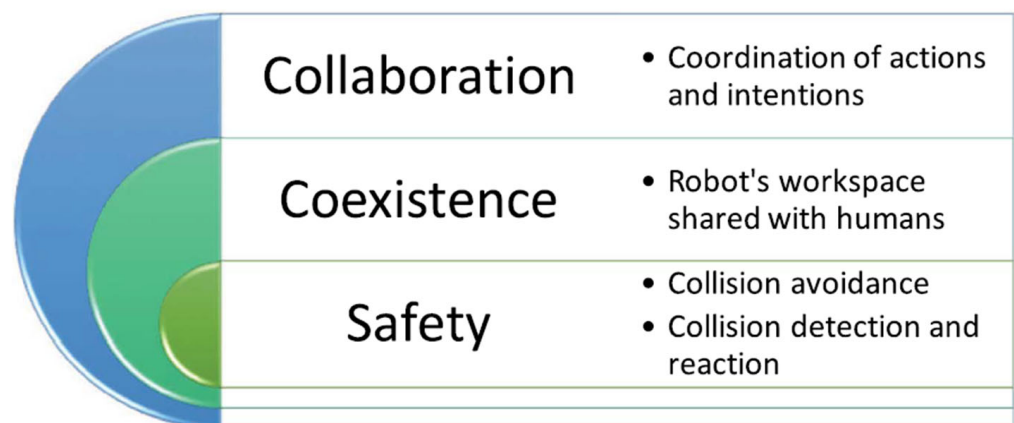 Collaboration
• Coordination of actions
and intentions
Coexistence
• Robot's workspace
shared with humans
Safety
• Collision avoidance
• Collision detection and
reaction